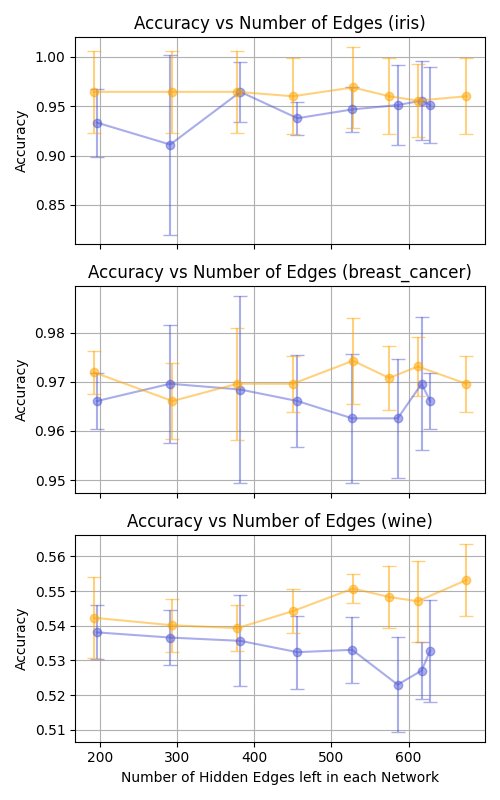 Accuracy vs Number of Edges (iris)
1.00
0.95
0.90
0.85
Accuracy
Accuracy vs Number of Edges (breast_cancer)
0.98
0.97
0.96
0.95
Accuracy
Accuracy vs Number of Edges (wine)
0.56
0.55
0.54
0.53
0.52
0.51
Accuracy
200 300 400 500 600
Number of Hidden Edges left in each Network